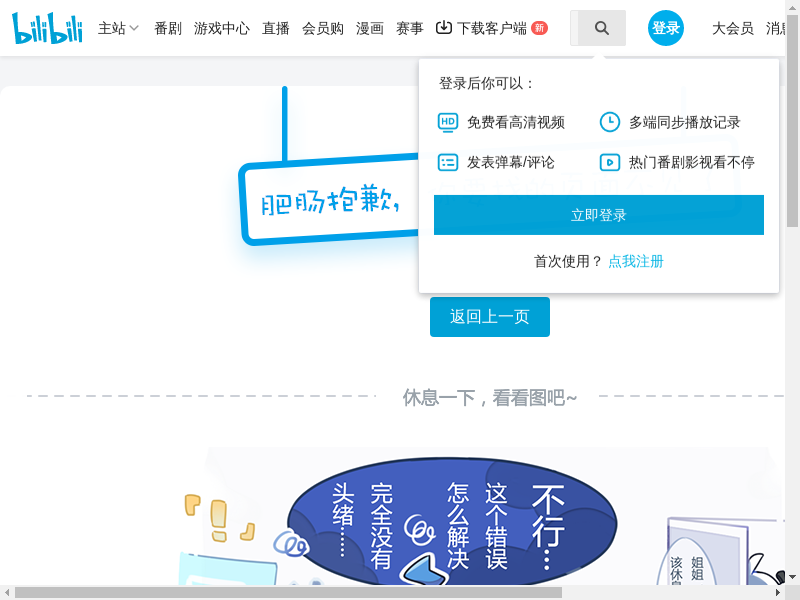 bilibili 主站 番剧 游戏中心 直播 会员购 漫画 赛事 下载客户端 新 登录 大会员 消息
登录后你可以：
HD 免费看高清视频 多端同步播放记录
发表弹幕/评论 热门番剧影视看不停
立即登录
首次使用？ 点我注册
肥肠抱歉，
返回上一页
休息一下，看看图吧~
不行…
这个错误
怎么解决
完全没有
头绪……
姐姐
该休息